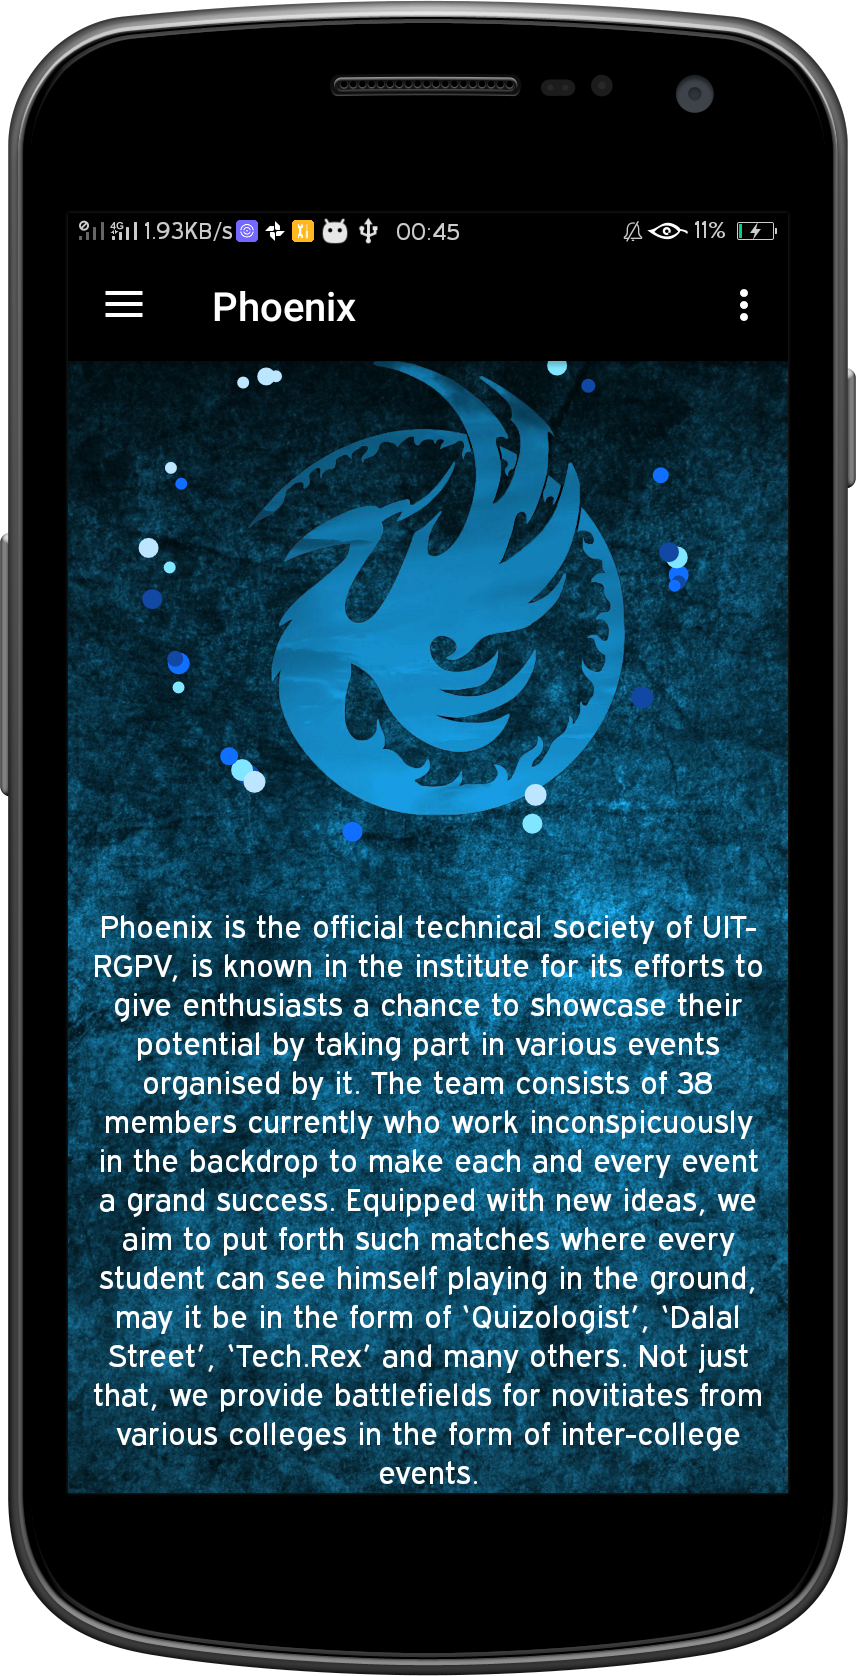 4G 1.93KB/s Xi 00:45 11%
Phoenix
Phoenix is the official technical society of UIT-
RGPV, is known in the institute for its efforts to
give enthusiasts a chance to showcase their
potential by taking part in various events
organised by it. The team consists of 38
members currently who work inconspicuously
in the backdrop to make each and every event
a grand success. Equipped with new ideas, we
aim to put forth such matches where every
student can see himself playing in the ground,
may it be in the form of ‘Quizologist’, ‘Dalal
Street’, ‘Tech.Rex’ and many others. Not just
that, we provide battlefields for novitiates from
various colleges in the form of inter-college
events.